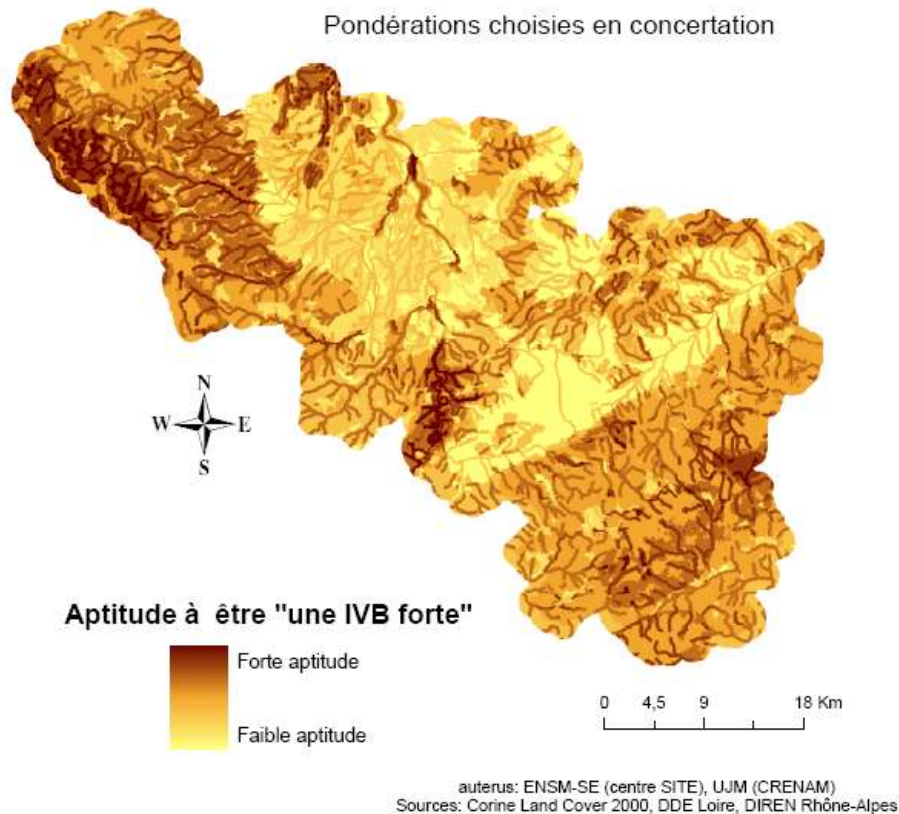 Pondérations choisies en concertation
N
W E
S
Aptitude à être "une IVB forte"
Forte aptitude
Faible aptitude
0 4,5 9 18 Km
auterus: ENSM-SE (centre SITE), UJM (CRENAM)
Sources: Corine Land Cover 2000, DDE Loire, DIREN Rhône-Alpes